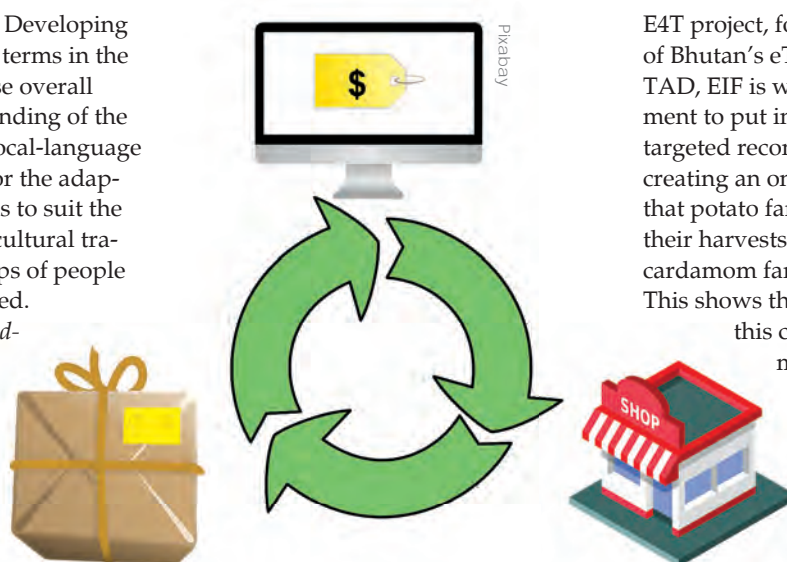 Developing
terms in the
se overall
nding of the
ocal-language
or the adap-
s to suit the
cultural tra-
ps of people
ed.
d-
$
Pixabay
SHOP
E4T project, fo
of Bhutan's eT
TAD, EIF is w
ment to put in
targeted recor
creating an or
that potato far
their harvests
cardamom far
This shows th
this c